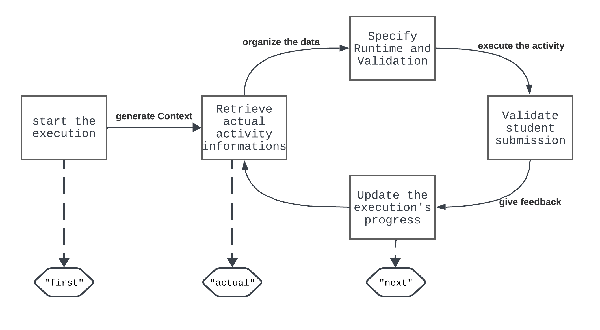 organize the data
Specify
Runtime and
Validation
execute the activity
start the
execution
generate Context
Retrieve
actual
activity
informations
Validate
student
submission
Update the
execution's
progress
give feedback
"first"
"actual"
"next"